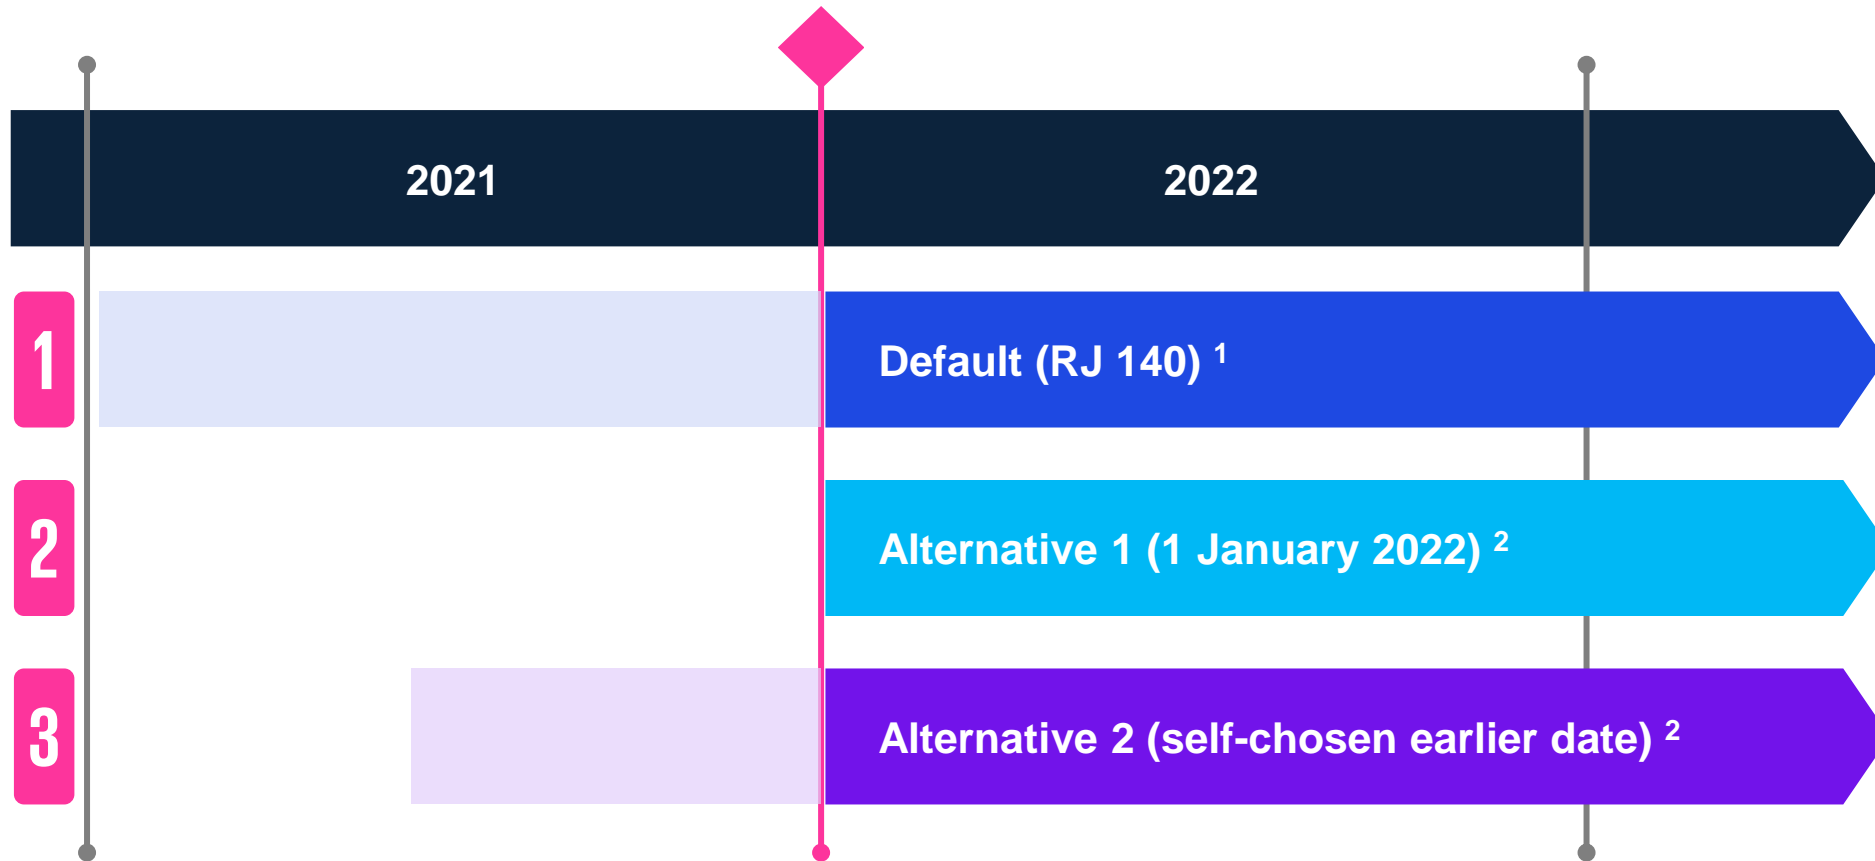 2021 2022
1 Default (RJ 140) 1
2 Alternative 1 (1 January 2022) 2
3 Alternative 2 (self-chosen earlier date) 2